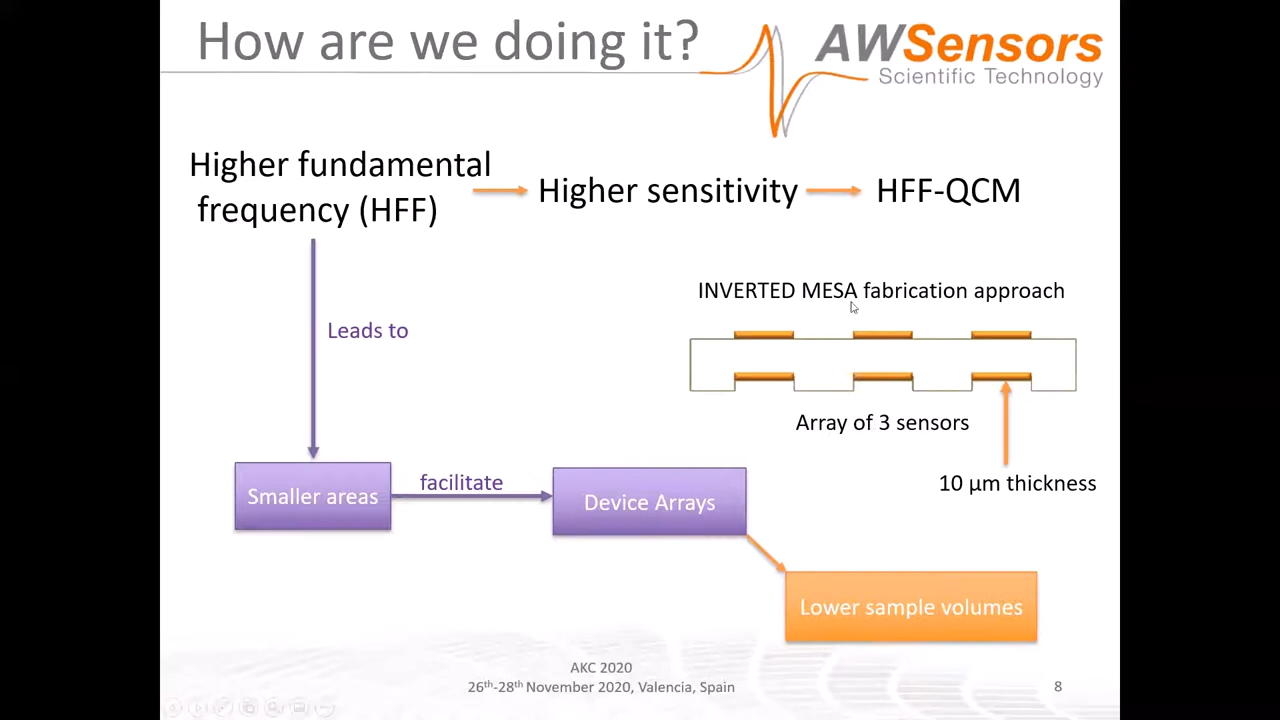 How are we doing it?
AWSensors
Scientific Technology
Higher fundamental
frequency (HFF)
Higher sensitivity
HFF-QCM
INVERTED MESA fabrication approach
Leads to
Array of 3 sensors
10 µm thickness
Smaller areas
facilitate
Device Arrays
Lower sample volumes
AKC 2020
26th-28th November 2020, Valencia, Spain
8